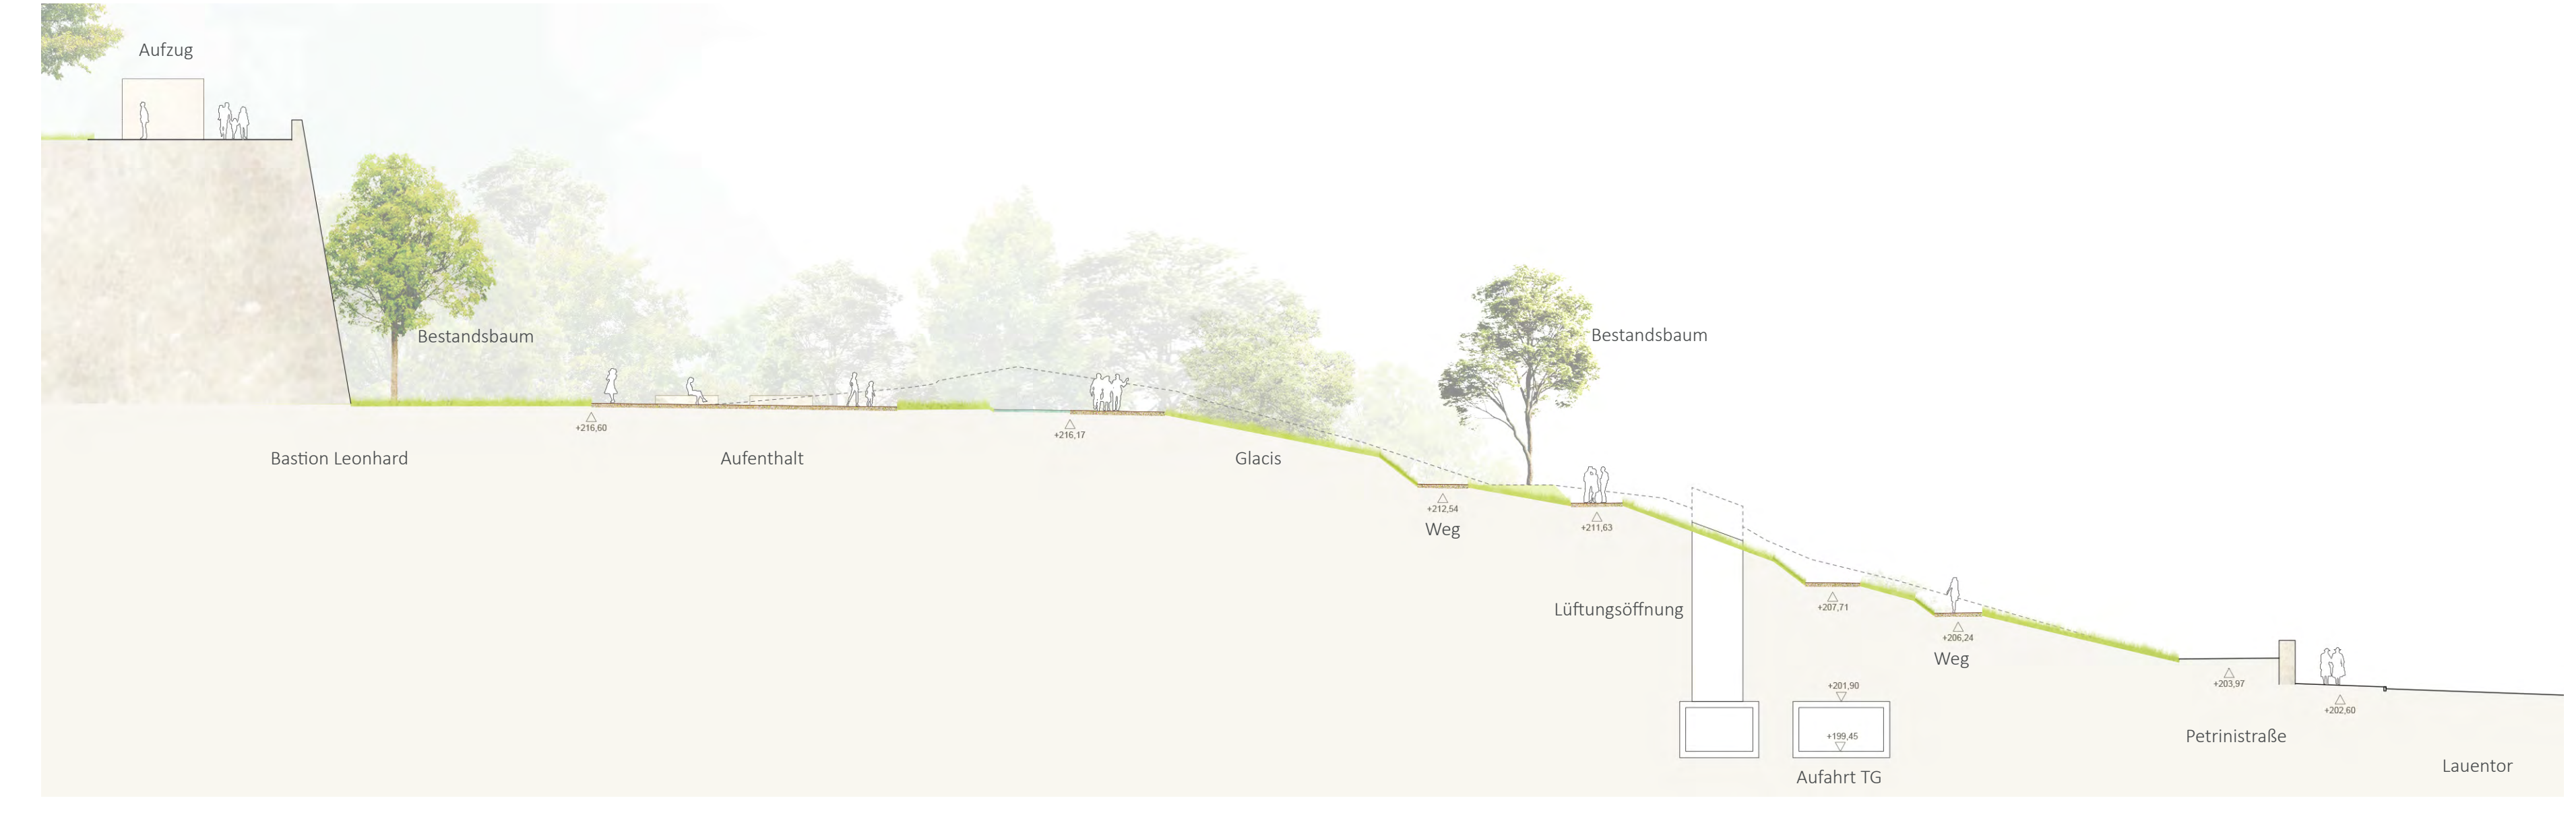 Aufzug
Bestandsbaum
Bestandsbaum
+216,60
+216,17
Bastion Leonhard
Aufenthalt
Glacis
+212,54
Weg
+211,63
Lüftungsöffnung
+207,71
+206,24
Weg
+203,97
+201,90
+202,60
+199,45
Petrinistraße
Aufahrt TG
Lauentor